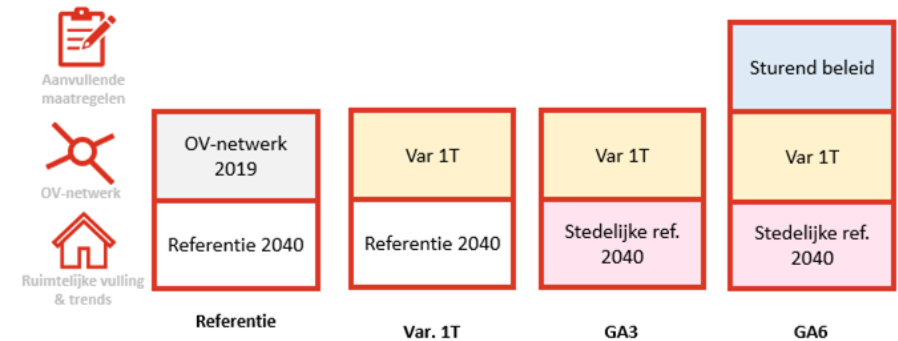 Aanvullende
maatregelen
Sturend beleid
OV-netwerk
OV-netwerk
2019
Var 1T
Var 1T
Var 1T
Ruimtelijke vulling
& trends
Referentie 2040
Referentie 2040
Stedelijke ref.
2040
Stedelijke ref.
2040
Referentie
Var. 1T
GA3
GA6